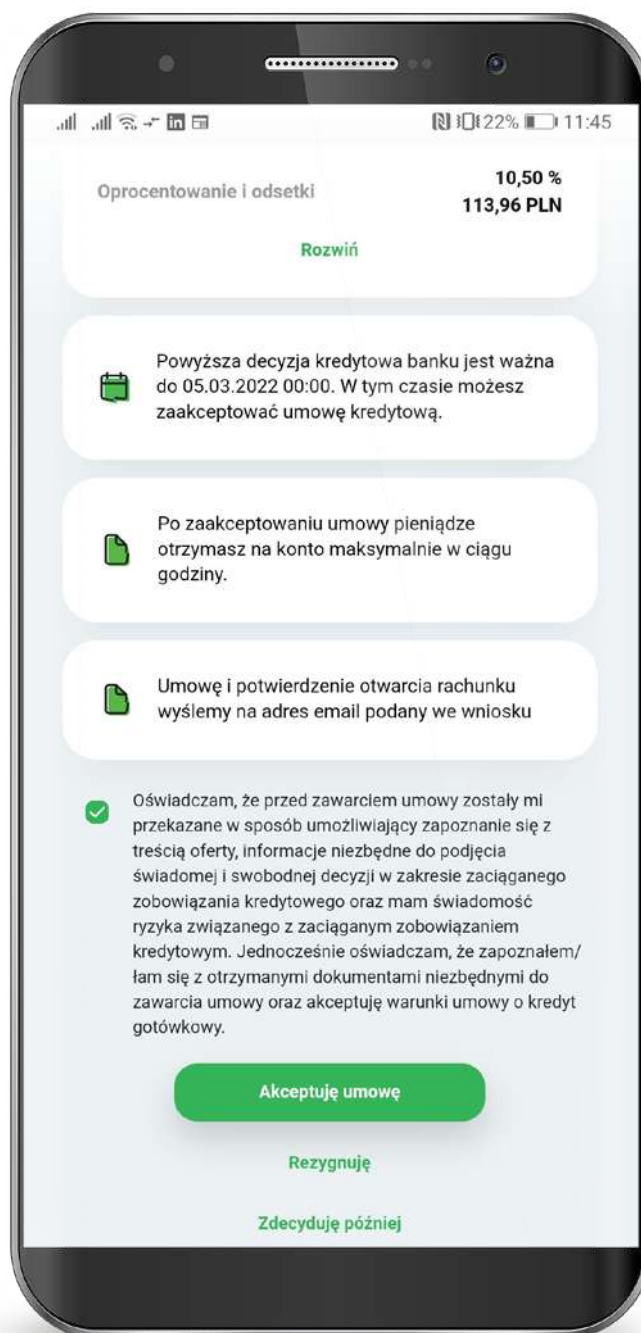 in 22% 11:45
Oprocentowanie i odsetki 10,50 %
113,96 PLN
Rozwiń
Powyższa decyzja kredytowa banku jest ważna
do 05.03.2022 00:00. W tym czasie możesz
zaakceptować umowę kredytową.
Po zaakceptowaniu umowy pieniądze
otrzymasz na konto maksymalnie w ciągu
godziny.
Umowę i potwierdzenie otwarcia rachunku
wyślemy na adres email podany we wniosku
Oświadczam, że przed zawarciem umowy zostały mi
przekazane w sposób umożliwiający zapoznanie się z
treścią oferty, informacje niezbędne do podjęcia
świadomej i swobodnej decyzji w zakresie zaciąganego
zobowiązania kredytowego oraz mam świadomość
ryzyka związanego z zaciąganym zobowiązaniem
kredytowym. Jednocześnie oświadczam, że zapoznałem/
łam się z otrzymanymi dokumentami niezbędnymi do
zawarcia umowy oraz akceptuję warunki umowy o kredyt
gotówkowy.
Akceptuję umowę
Rezygnuję
Zdecyduję później